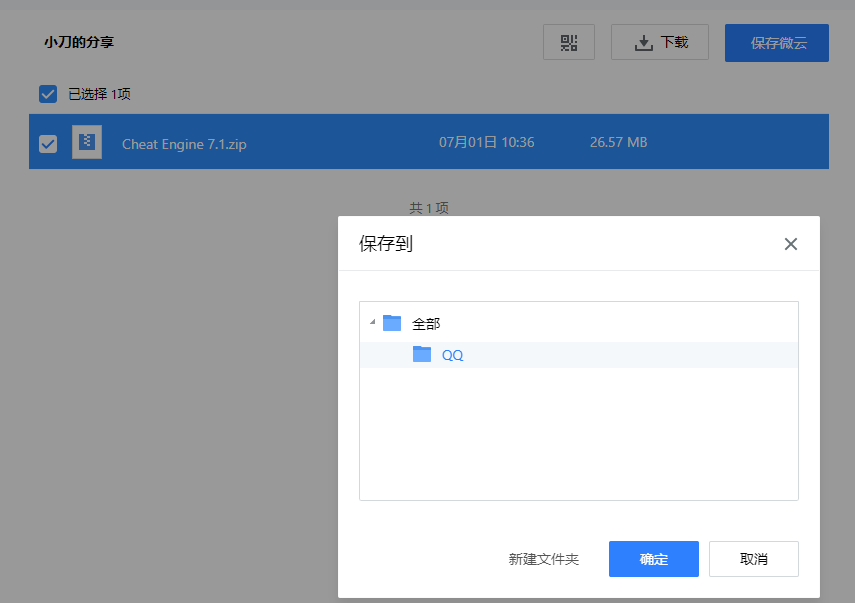 小刀的分享
下载
保存微云
已选择 1项
Cheat Engine 7.1.zip 07月01日 10:36 26.57 MB
共 1 项
保存到
全部
QQ
新建文件夹 确定 取消